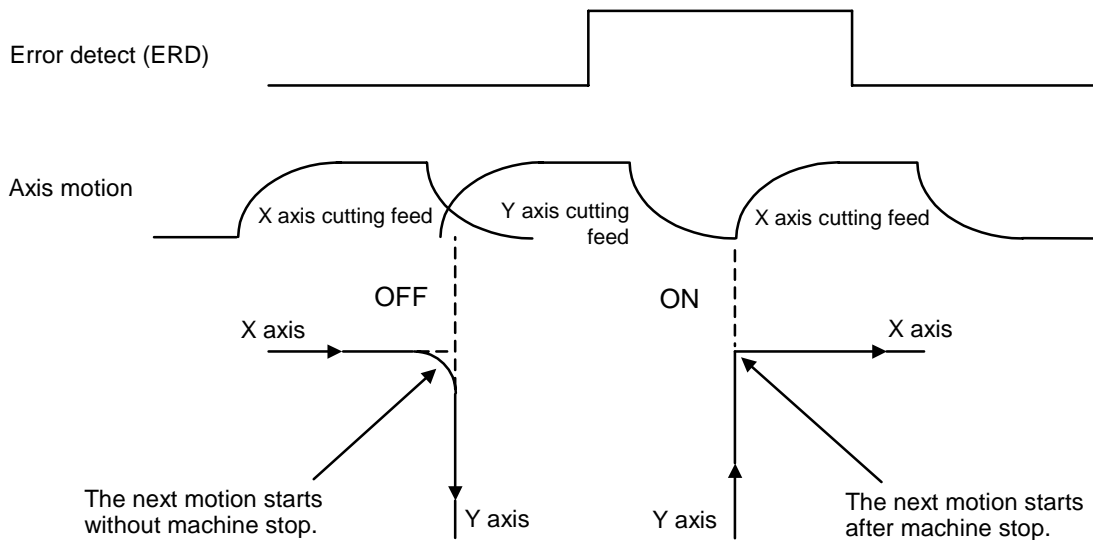 Error detect (ERD)
Axis motion
X axis cutting feed
Y axis cutting
feed
X axis cutting feed
OFF
ON
X axis
X axis
The next motion starts
without machine stop.
Y axis
Y axis
The next motion starts
after machine stop.